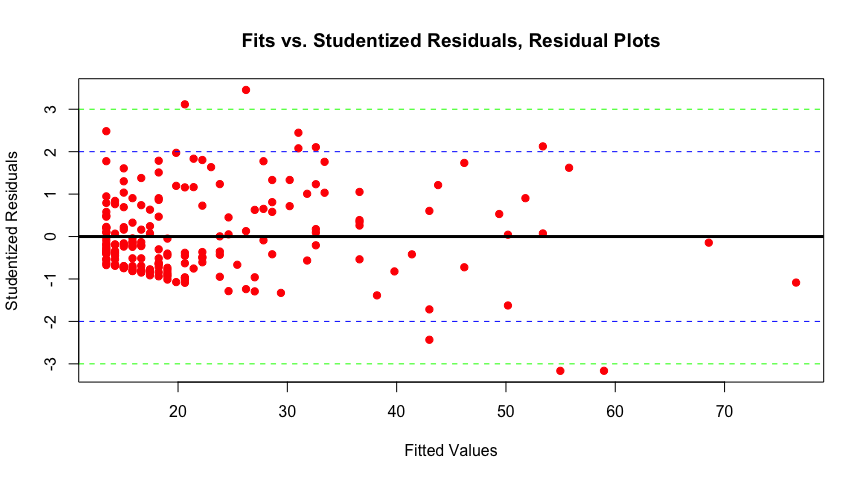 Fits vs. Studentized Residuals, Residual Plots
Studentized Residuals
3
2
1
0
-1
-2
-3
20 30 40 50 60 70
Fitted Values